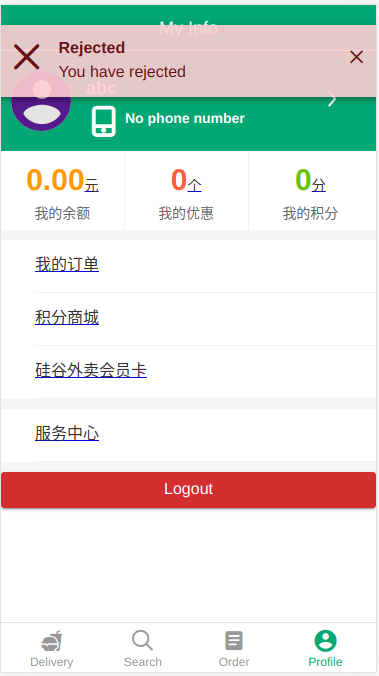 My Info
Rejected
You have rejected
abc
No phone number
0.00元 0个 0分
我的余额 我的优惠 我的积分
我的订单
积分商城
硅谷外卖会员卡
服务中心
Logout
Delivery Search Order Profile